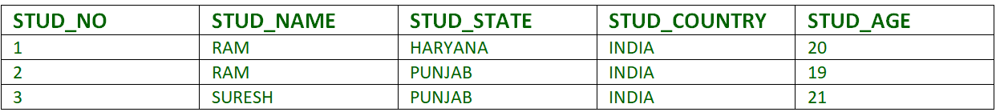 STUD_NO STUD_NAME STUD_STATE STUD_COUNTRY STUD_AGE
1 RAM HARYANA INDIA 20
2 RAM PUNJAB INDIA 19
3 SURESH PUNJAB INDIA 21